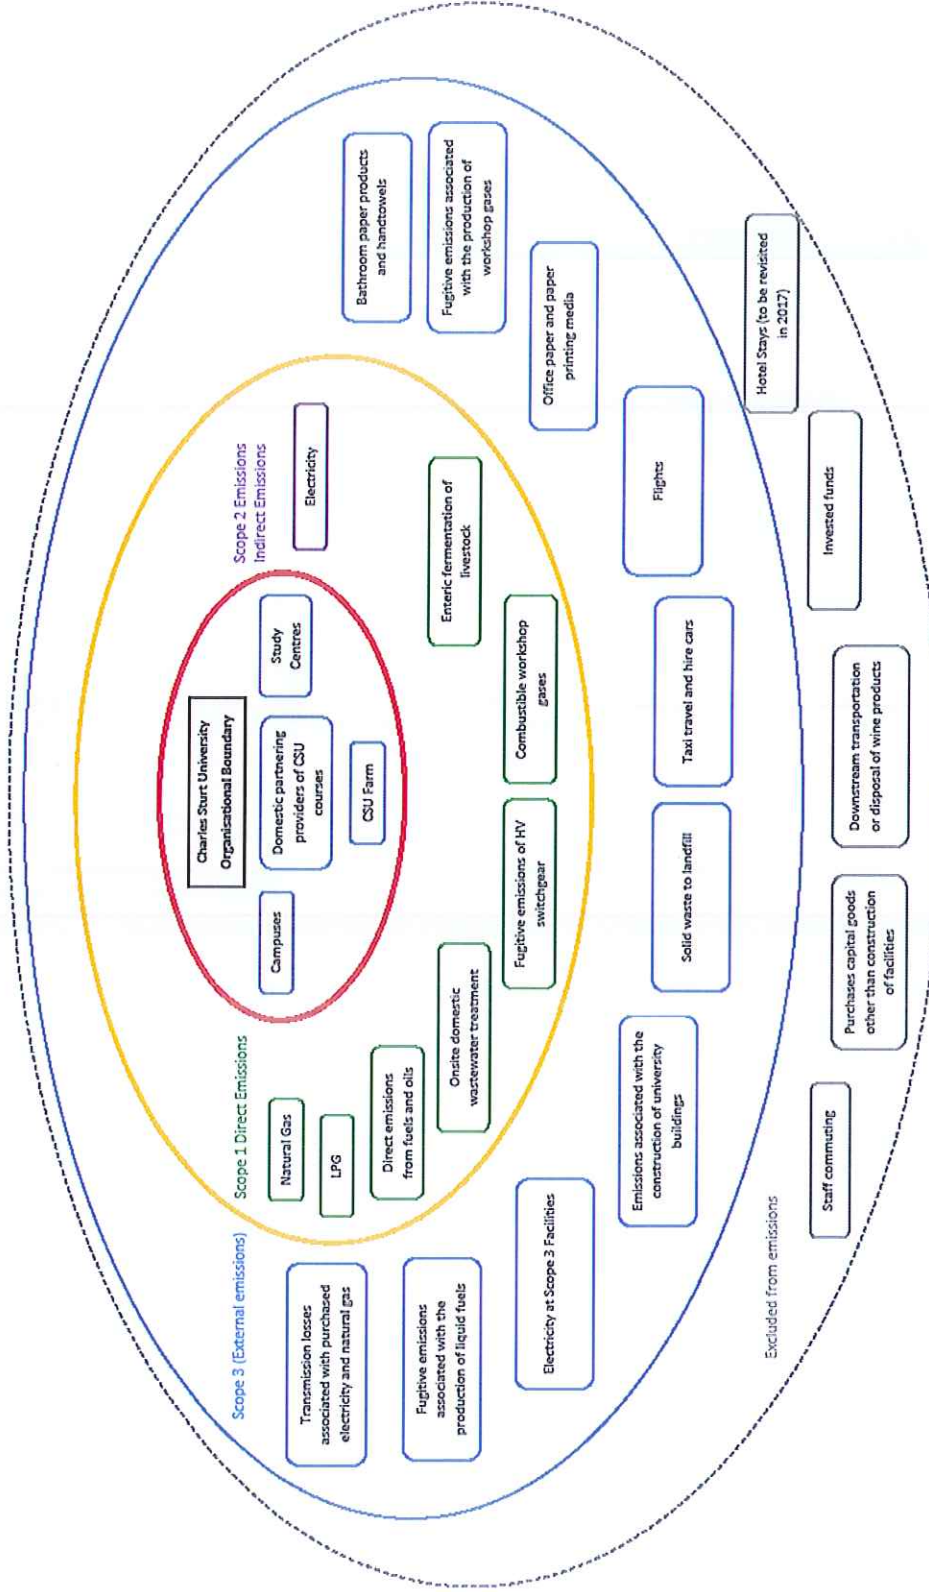 Charles Sturt University
Organisational Boundary
Campuses
Domestic partnering
providers of CSU
courses
Study
Centres
CSU Farm
Scope 2 Emissions
Indirect Emissions
Electricity
Scope 1 Direct Emissions
Natural Gas
LPG
Direct emissions
from fuels and oils
Onsite domestic
wastewater treatment
Fugitive emissions of HV
switchgear
Combustible workshop
gases
Enteric fermentation of
livestock
Scope 3 (External emissions)
Transmission losses
associated with purchased
electricity and natural gas
Fugitive emissions
associated with the
production of liquid fuels
Electricity at Scope 3 Facilities
Emissions associated with the
construction of university
buildings
Solid waste to landfill
Taxi travel and hire cars
Flights
Office paper and paper
printing media
Fugitive emissions associated
with the production of
workshop gases
Bathroom paper products
and handtowels
Excluded from emissions
Staff commuting
Purchases capital goods
other than construction
of facilities
Downstream transportation
or disposal of wine products
Invested funds
Hotel Stays (to be revisited
in 2017)